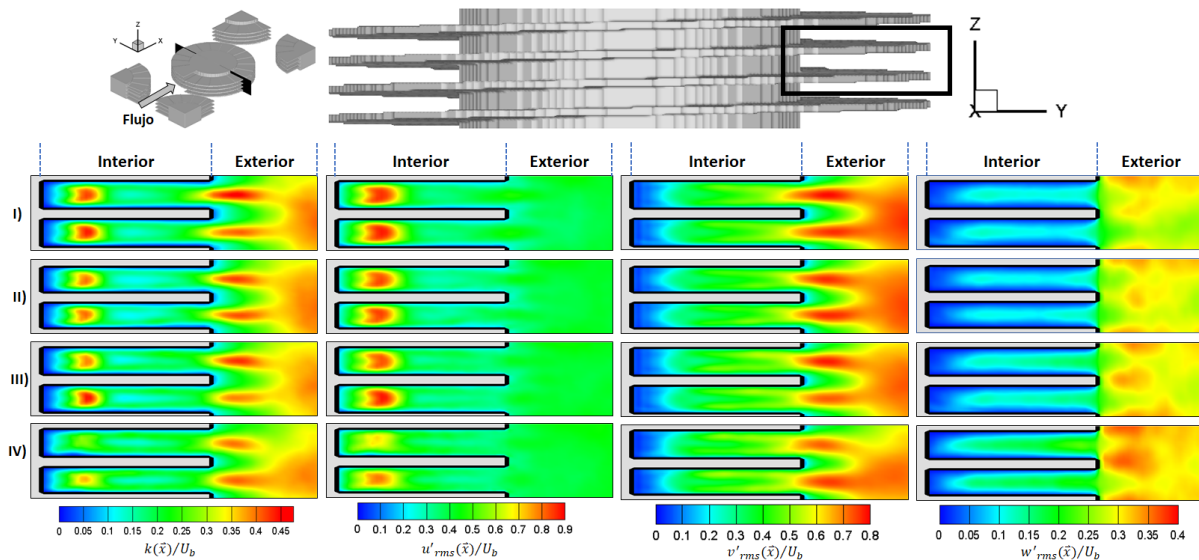 Z
Y X
Flujo
Z
X Y
Interior Exterior Interior Exterior Interior Exterior Interior Exterior
I)
II)
III)
IV)
0 0.05 0.1 0.15 0.2 0.25 0.3 0.35 0.4 0.45
k(x⃗)/U_b
0 0.1 0.2 0.3 0.4 0.5 0.6 0.7 0.8 0.9
u'_rms(x⃗)/U_b
0 0.1 0.2 0.3 0.4 0.5 0.6 0.7 0.8
v'_rms(x⃗)/U_b
0 0.05 0.1 0.15 0.2 0.25 0.3 0.35 0.4
w'_rms(x⃗)/U_b